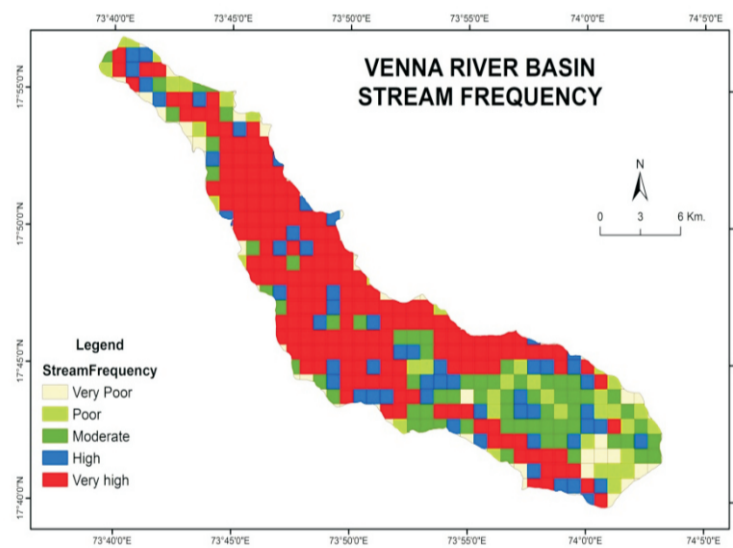 73°40'0"E 73°45'0"E 73°50'0"E 73°55'0"E 74°0'0"E 74°5'0"E
VENNA RIVER BASIN
STREAM FREQUENCY
17°55'0"N
N
0 3 6 Km.
17°50'0"N
Legend
StreamFrequency
17°45'0"N
Very Poor
Poor
Moderate
High
Very high
17°40'0"N
73°40'0"E 73°45'0"E 73°50'0"E 73°55'0"E 74°0'0"E 74°5'0"E